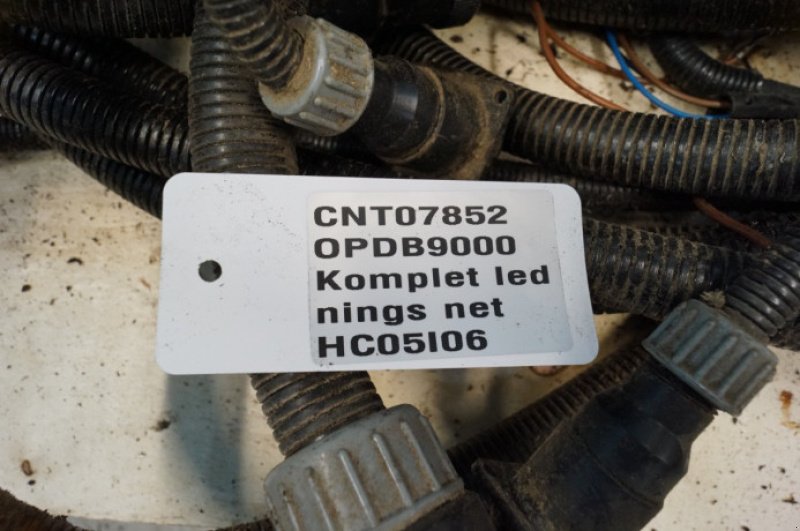 CNT07852
OPDB9000
Komplet led
nings net
HC05I06